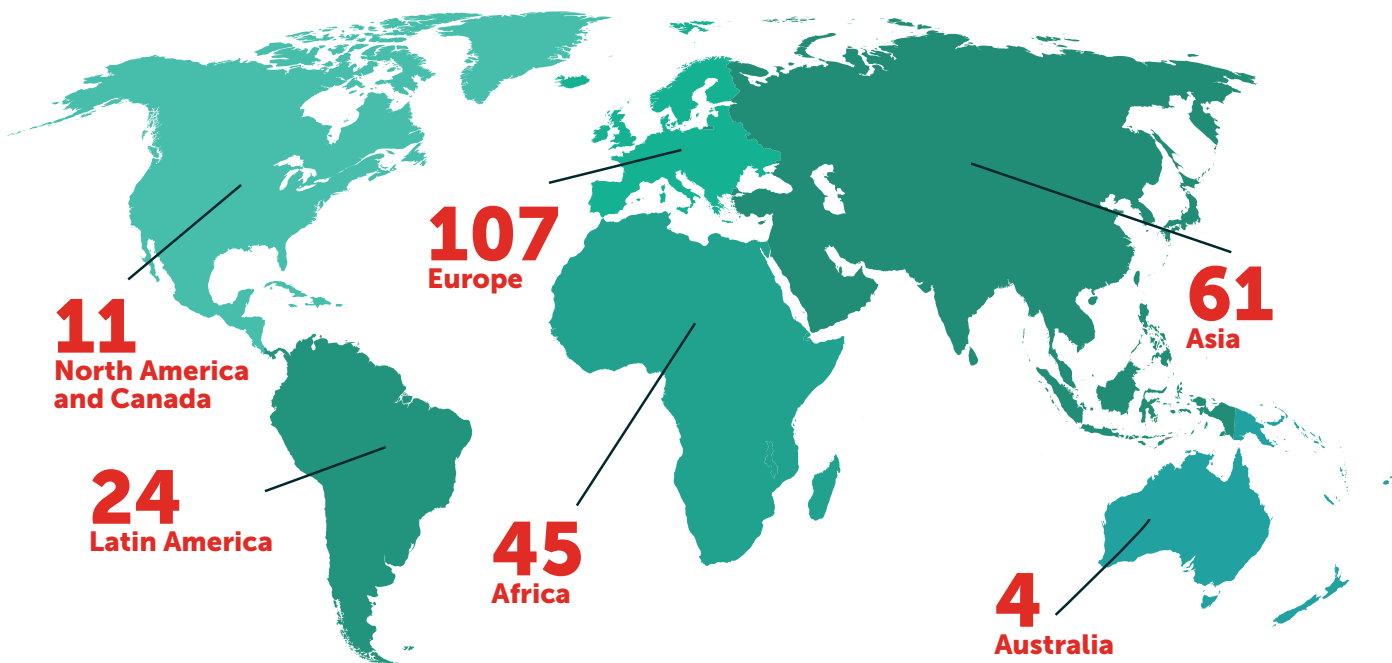 107
Europe
61
Asia
11
North America
and Canada
24
Latin America
45
Africa
4
Australia